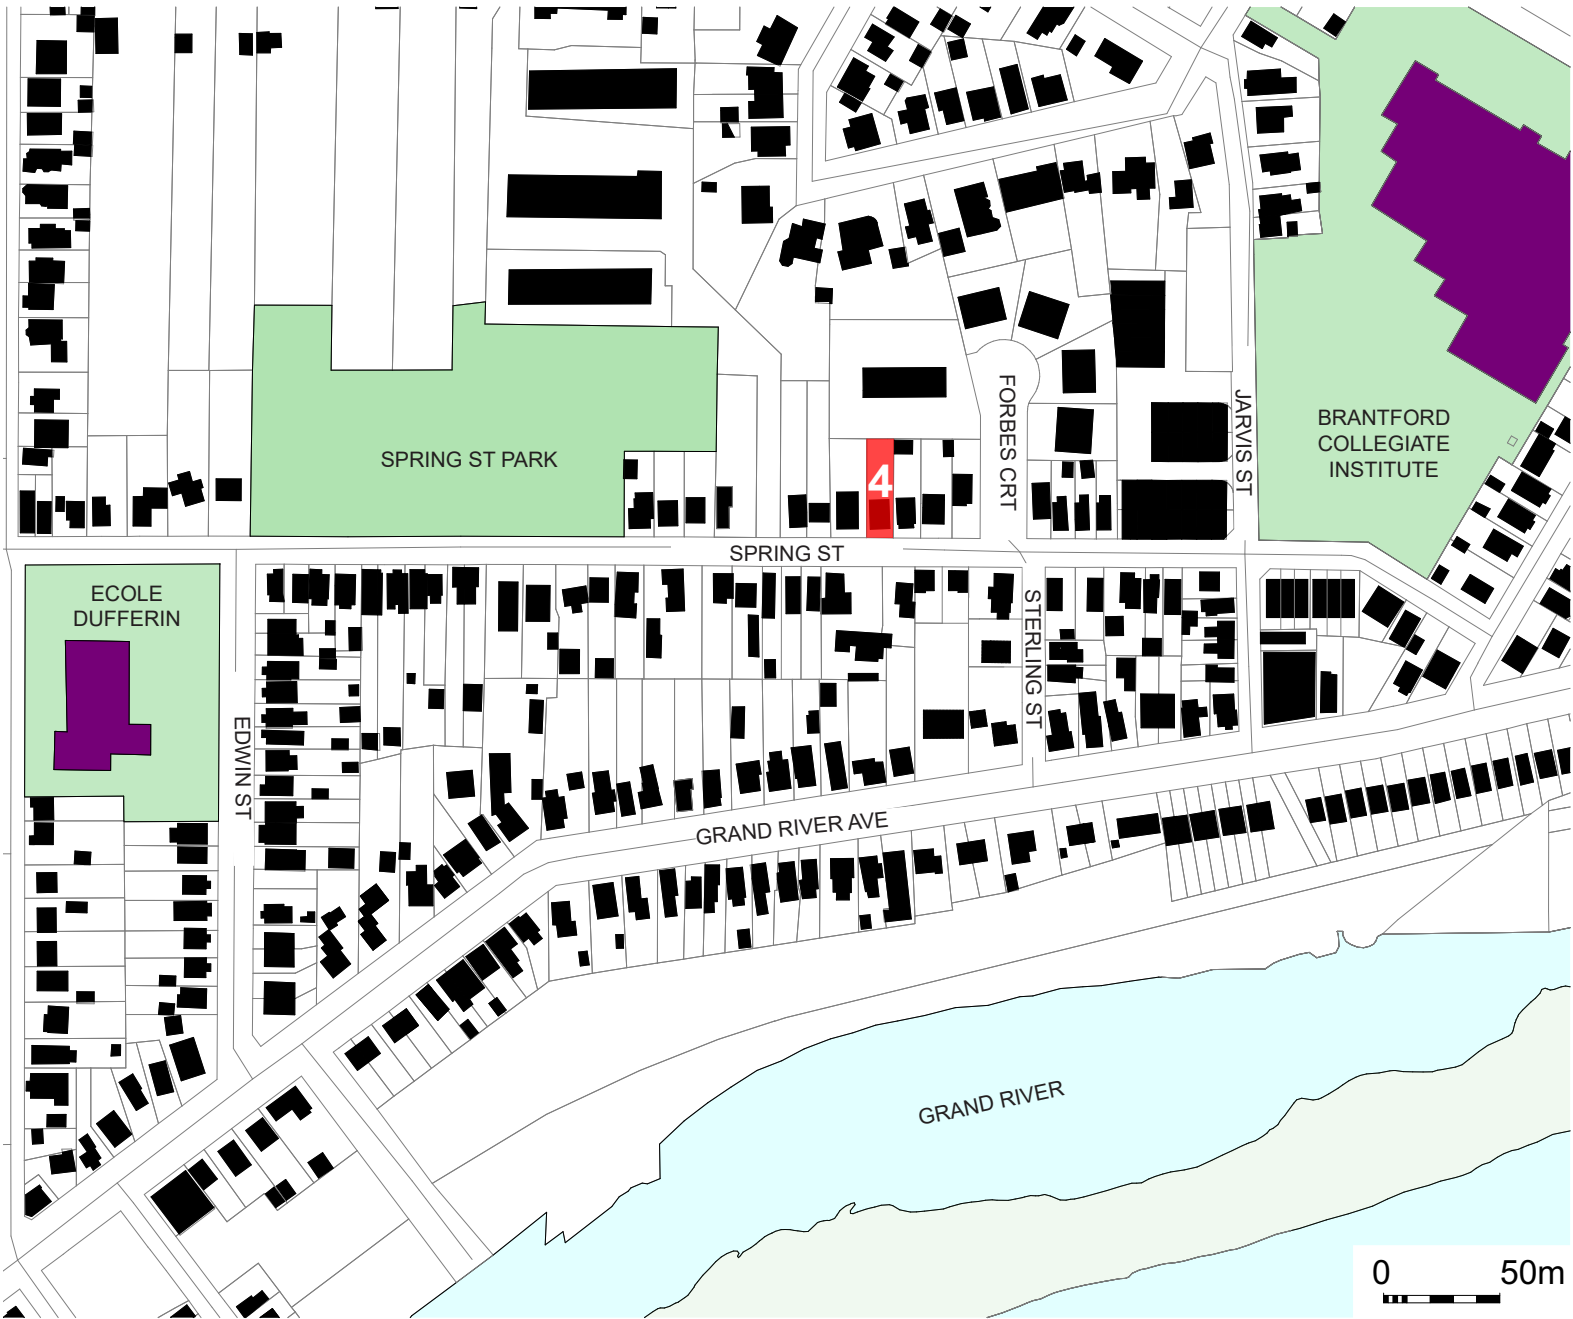 BRANTFORD
COLLEGIATE
INSTITUTE
FORBES CRT
JARVIS ST
SPRING ST PARK
4
SPRING ST
ECOLE
DUFFERIN
STERLING ST
EDWIN ST
GRAND RIVER AVE
GRAND RIVER
0 50m